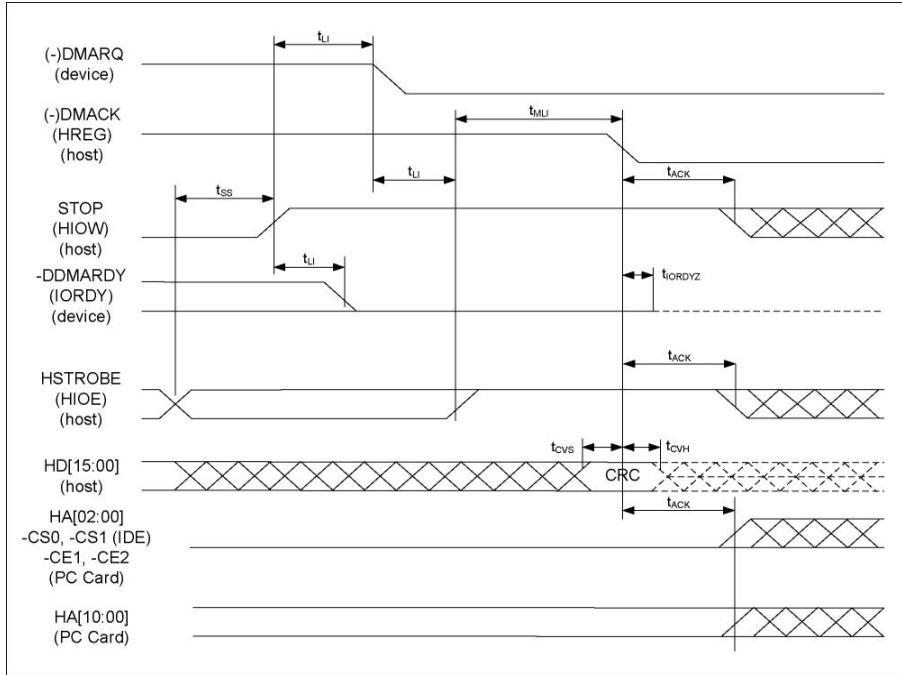 tLI
(-)DMARQ
(device)
(-)DMACK
(HREG)
(host)
tMLI
tLI
tACK
tSS
STOP
(HIOW)
(host)
tLI
-DDMARDY
(IORDY)
(device)
tIORDYZ
tACK
HSTROBE
(HIOE)
(host)
tCVS
tCVH
HD[15:00]
(host)
CRC
tACK
HA[02:00]
-CS0, -CS1 (IDE)
-CE1, -CE2
(PC Card)
HA[10:00]
(PC Card)